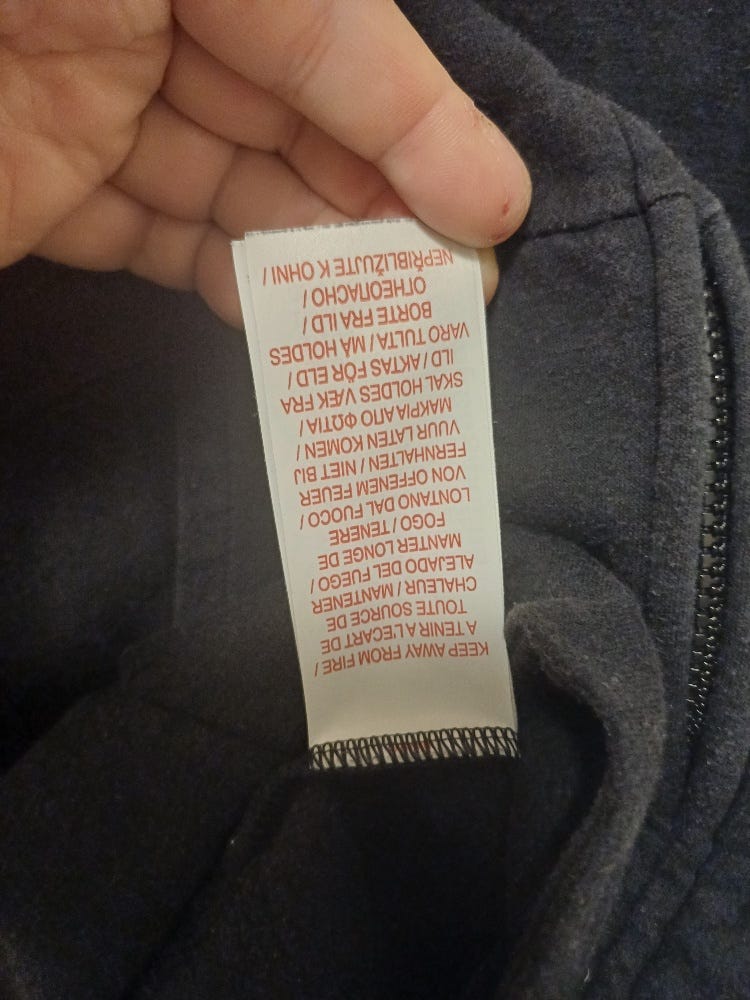 KEEP AWAY FROM FIRE /
A TENIR A L'ECART DE
TOUTE SOURCE DE
CHALEUR / MANTENER
ALEJADO DEL FUEGO /
MANTER LONGE DE
FOGO / TENERE
LONTANO DAL FUOCO /
VON OFFENEM FEUER
FERNHALTEN / NIET BIJ
VUUR LATEN KOMEN /
ΜΑΚΡΙΑ ΑΠΟ ΦΩΤΙΑ /
SKAL HOLDES VÆK FRA
ILD / AKTAS FÖR ELD /
VARO TULTA / MÅ HOLDES
BORTE FRA ILD /
ОГНЕОПАСНО /
NEPŘIBLIŽUJTE K OHNI /